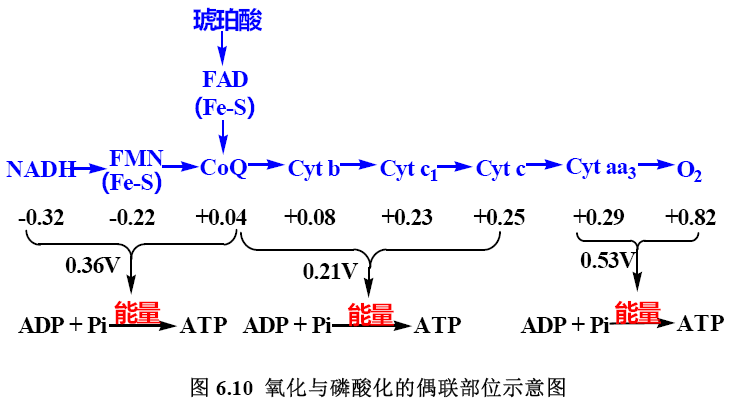 琥珀酸
FAD
(Fe-S)
NADH FMN CoQ Cyt b Cyt c1 Cyt c Cyt aa3 O2
(Fe-S)
-0.32 -0.22 +0.04 +0.08 +0.23 +0.25 +0.29 +0.82
0.36V 0.21V 0.53V
能量 能量 能量
ADP + Pi ATP ADP + Pi ATP ADP + Pi ATP
图 6.10 氧化与磷酸化的偶联部位示意图